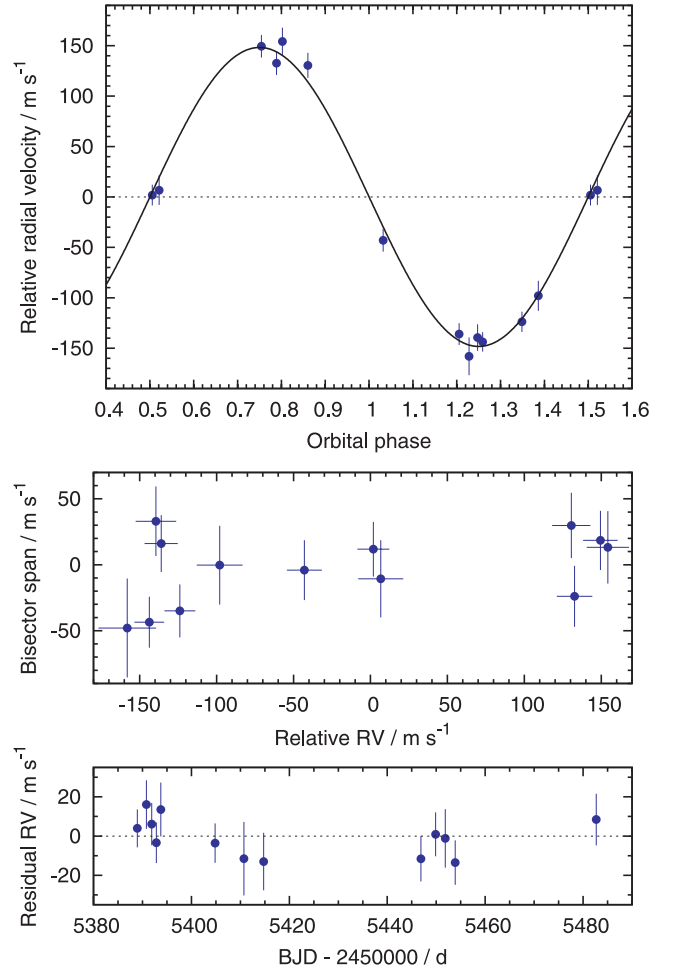 150
100
50
0
-50
-100
-150
Relative radial velocity / m s⁻¹
0.4 0.5 0.6 0.7 0.8 0.9 1 1.1 1.2 1.3 1.4 1.5 1.6
Orbital phase
50
0
-50
Bisector span / m s⁻¹
-150 -100 -50 0 50 100 150
Relative RV / m s⁻¹
20
0
-20
Residual RV / m s⁻¹
5380 5400 5420 5440 5460 5480
BJD - 2450000 / d